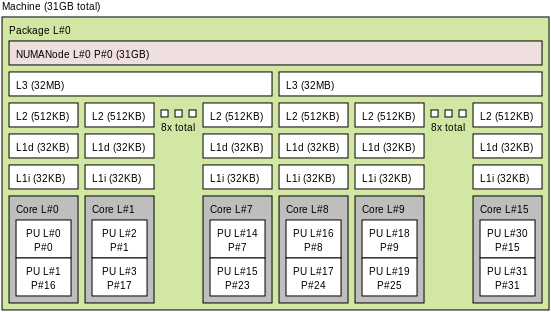 Machine (31GB total)
Package L#0
NUMANode L#0 P#0 (31GB)
L3 (32MB) L3 (32MB)
L2 (512KB) L2 (512KB) L2 (512KB) L2 (512KB) L2 (512KB) L2 (512KB)
8x total 8x total
L1d (32KB) L1d (32KB) L1d (32KB) L1d (32KB) L1d (32KB) L1d (32KB)
L1i (32KB) L1i (32KB) L1i (32KB) L1i (32KB) L1i (32KB) L1i (32KB)
Core L#0 Core L#1 Core L#7 Core L#8 Core L#9 Core L#15
PU L#0 PU L#2 PU L#14 PU L#16 PU L#18 PU L#30
P#0 P#1 P#7 P#8 P#9 P#15
PU L#1 PU L#3 PU L#15 PU L#17 PU L#19 PU L#31
P#16 P#17 P#23 P#24 P#25 P#31